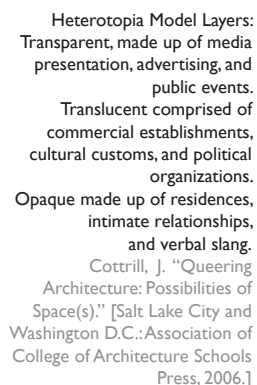 Heterotopia Model Layers:
Transparent, made up of media
presentation, advertising, and
public events.
Translucent comprised of
commercial establishments,
cultural customs, and political
organizations.
Opaque made up of residences,
intimate relationships,
and verbal slang.
Cottrill, J. “Queering
Architecture: Possibilities of
Space(s).” [Salt Lake City and
Washington D.C.: Association of
College of Architecture Schools
Press, 2006.]